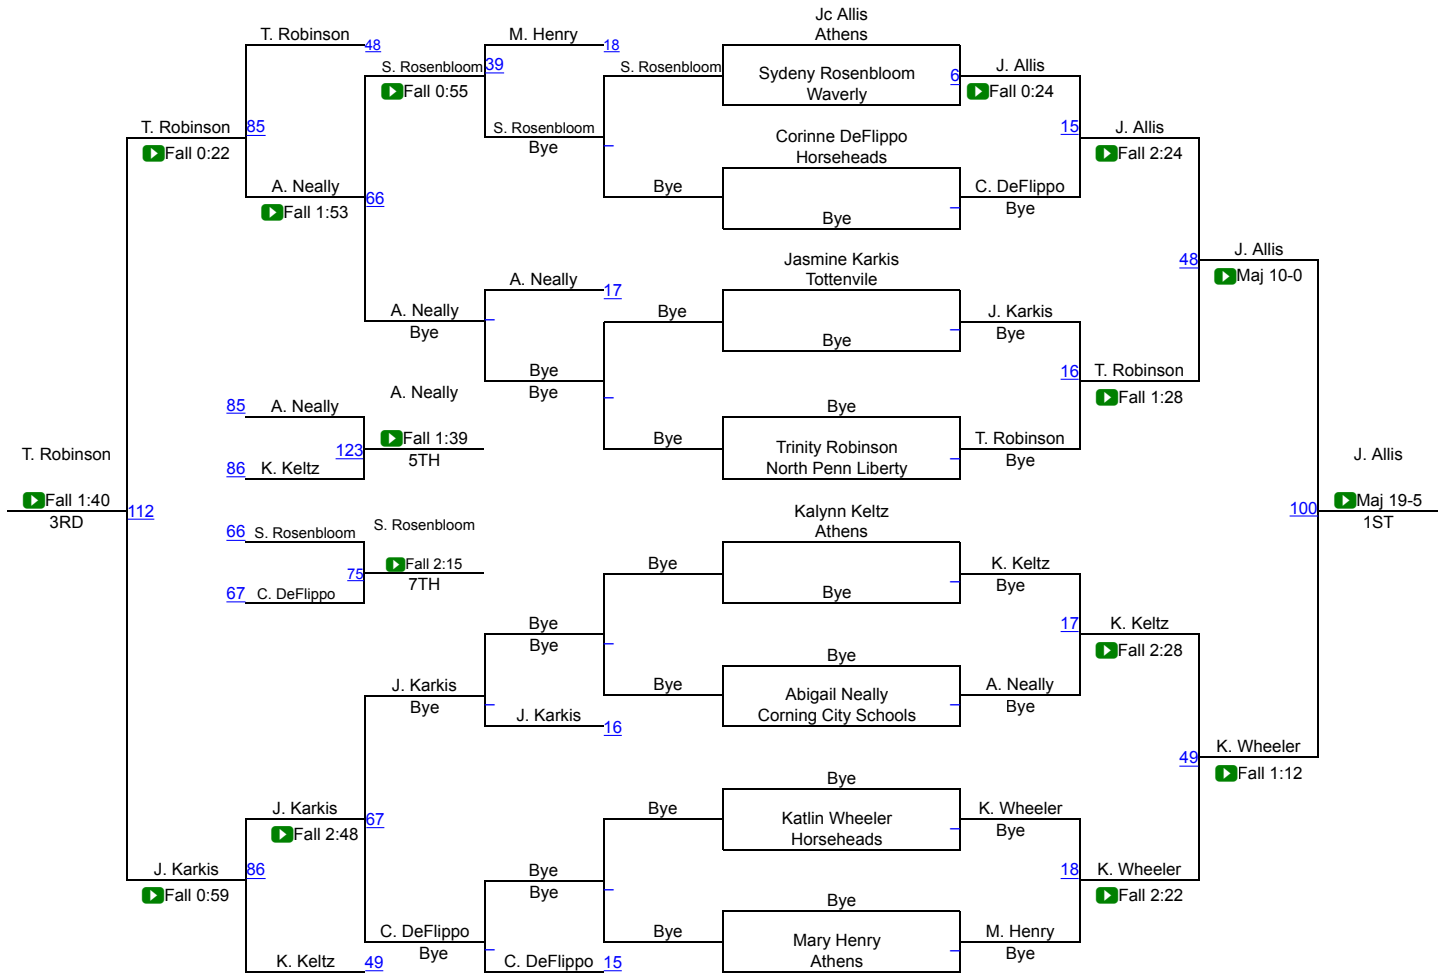 Jc Allis
Athens
T. Robinson
48
M. Henry
18
S. Rosenbloom
39
Fall 0:55
S. Rosenbloom
Sydeny Rosenbloom
Waverly
6
J. Allis
Fall 0:24
T. Robinson
Fall 0:22
85
S. Rosenbloom
Bye
Corinne DeFlippo
Horseheads
15
J. Allis
Fall 2:24
A. Neally
Fall 1:53
66
Bye
Bye
C. DeFlippo
Bye
Jasmine Karkis
Tottenvile
48
J. Allis
Maj 10-0
A. Neally
17
A. Neally
Bye
Bye
Bye
J. Karkis
Bye
Bye
Bye
16
T. Robinson
Fall 1:28
A. Neally
85
A. Neally
Fall 1:39
5TH
123
86
K. Keltz
Bye
Bye
Trinity Robinson
North Penn Liberty
T. Robinson
Bye
T. Robinson
Fall 1:40
3RD
112
J. Allis
Maj 19-5
1ST
100
Kalynn Keltz
Athens
66
S. Rosenbloom
S. Rosenbloom
Fall 2:15
7TH
75
67
C. DeFlippo
Bye
Bye
K. Keltz
Bye
Bye
Bye
17
K. Keltz
Fall 2:28
J. Karkis
Bye
J. Karkis
16
Bye
Bye
Abigail Neally
Corning City Schools
A. Neally
Bye
49
K. Wheeler
Fall 1:12
J. Karkis
Fall 2:48
67
Bye
Bye
Katlin Wheeler
Horseheads
K. Wheeler
Bye
J. Karkis
Fall 0:59
86
Bye
Bye
18
K. Wheeler
Fall 2:22
C. DeFlippo
Bye
Bye
Bye
Mary Henry
Athens
M. Henry
Bye
K. Keltz
49
C. DeFlippo
15